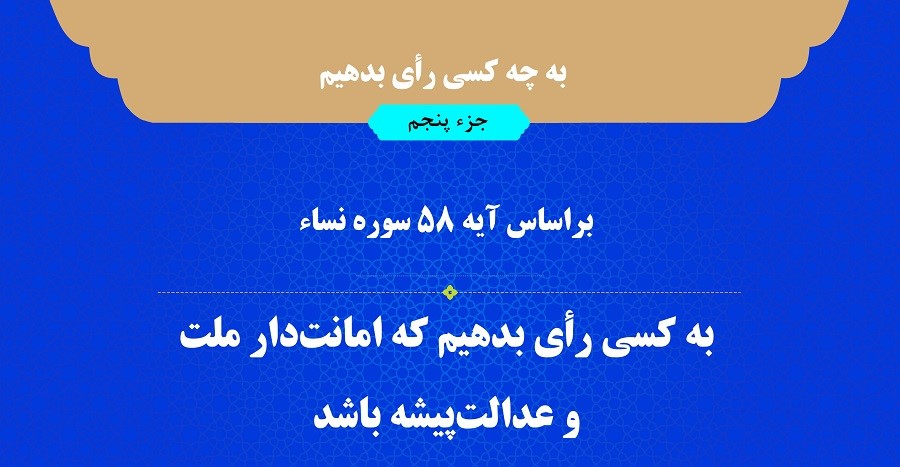 به چه کسی رأی بدهیم
جزء پنجم
براساس آیه ۵۸ سوره نساء
به کسی رأی بدهیم که امانت‌دار ملت
و عدالت‌پیشه باشد